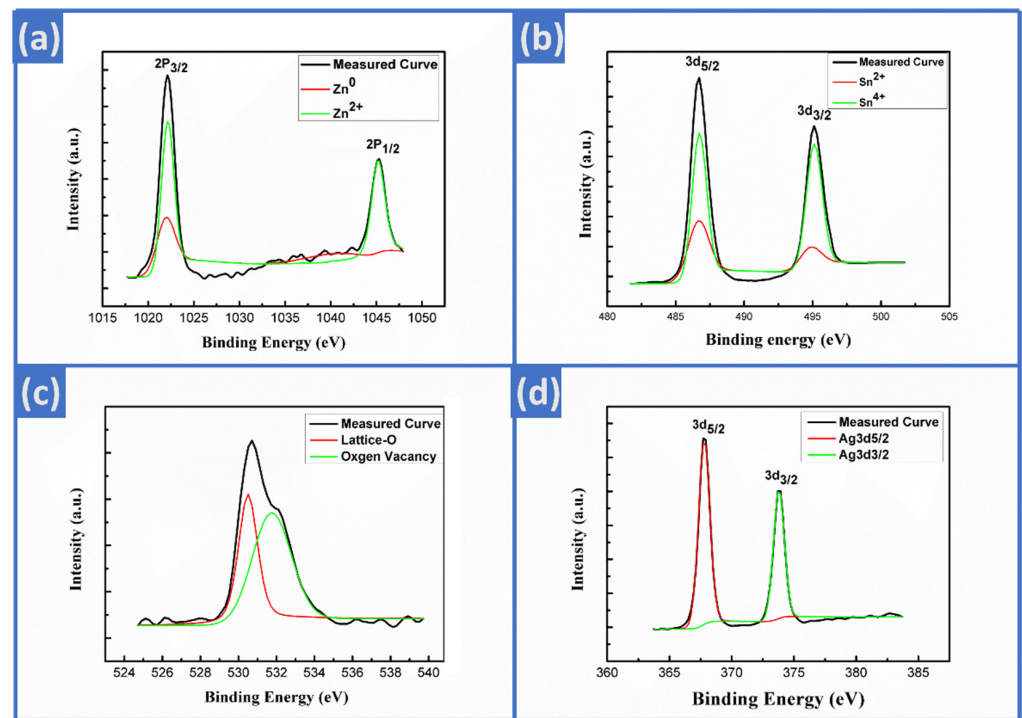 (a)
2P3/2
2P1/2
Measured Curve
Zn0
Zn2+
Intensity (a.u.)
1015 1020 1025 1030 1035 1040 1045 1050
Binding Energy (eV)
(b)
3d5/2
3d3/2
Measured Curve
Sn2+
Sn4+
Intensity (a.u.)
480 485 490 495 500 505
Binding energy (eV)
(c)
Measured Curve
Lattice-O
Oxgen Vacancy
Intensity (a.u.)
524 526 528 530 532 534 536 538 540
Binding Energy (eV)
(d)
3d5/2
3d3/2
Measured Curve
Ag3d5/2
Ag3d3/2
Intensity (a.u.)
360 365 370 375 380 385
Binding Energy (eV)